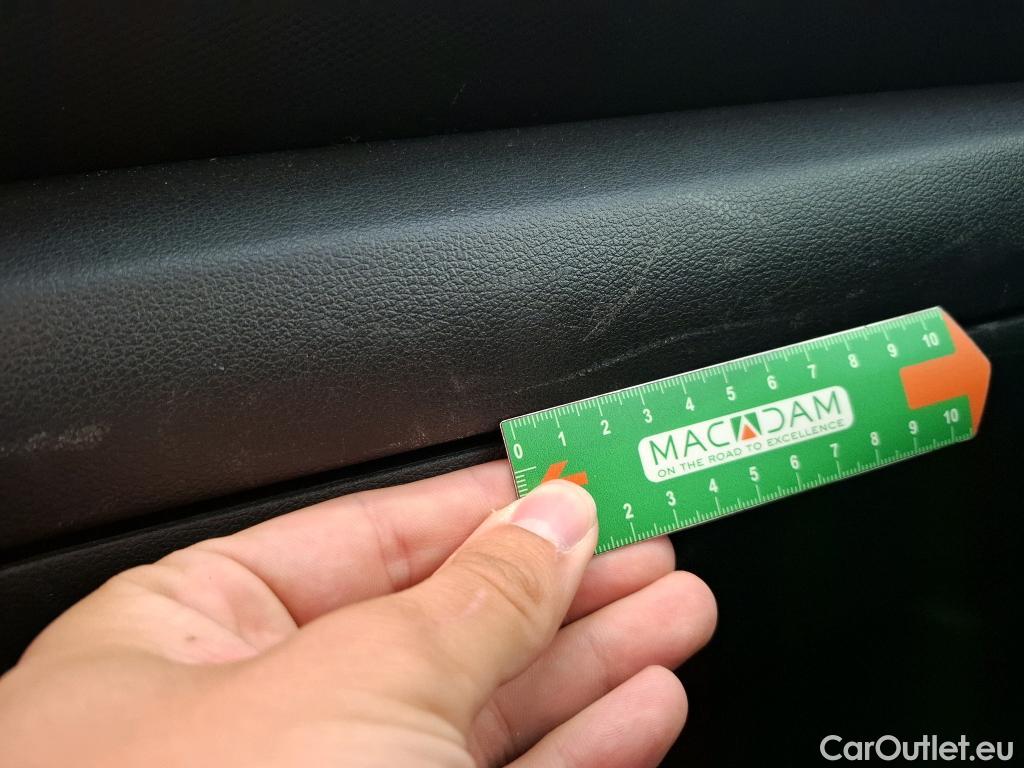 0 1 2 3 4 5 6 7 8 9 10
MACADAM
ON THE ROAD TO EXCELLENCE
2 3 4 5 6 7 8 9 10
CarOutlet.eu